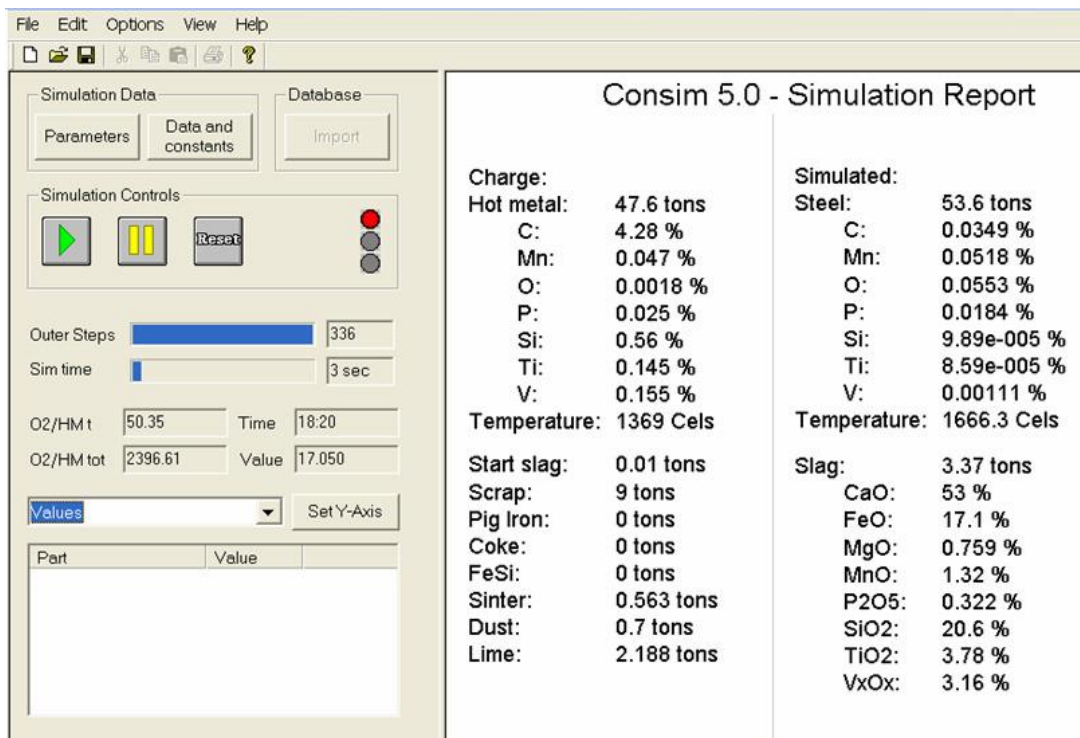 File Edit Options View Help
Simulation Data
Database
Parameters
Data and
constants
Import
Simulation Controls
Reset
Outer Steps 336
Sim time 3 sec
O2/HM t 50.35 Time 18:20
O2/HM tot 2396.61 Value 17.050
Values
Set Y-Axis
Part Value
Consim 5.0 - Simulation Report
Charge:
Hot metal: 47.6 tons
C: 4.28 %
Mn: 0.047 %
O: 0.0018 %
P: 0.025 %
Si: 0.56 %
Ti: 0.145 %
V: 0.155 %
Temperature: 1369 Cels
Start slag: 0.01 tons
Scrap: 9 tons
Pig Iron: 0 tons
Coke: 0 tons
FeSi: 0 tons
Sinter: 0.563 tons
Dust: 0.7 tons
Lime: 2.188 tons
Simulated:
Steel: 53.6 tons
C: 0.0349 %
Mn: 0.0518 %
O: 0.0553 %
P: 0.0184 %
Si: 9.89e-005 %
Ti: 8.59e-005 %
V: 0.00111 %
Temperature: 1666.3 Cels
Slag: 3.37 tons
CaO: 53 %
FeO: 17.1 %
MgO: 0.759 %
MnO: 1.32 %
P2O5: 0.322 %
SiO2: 20.6 %
TiO2: 3.78 %
VxOx: 3.16 %